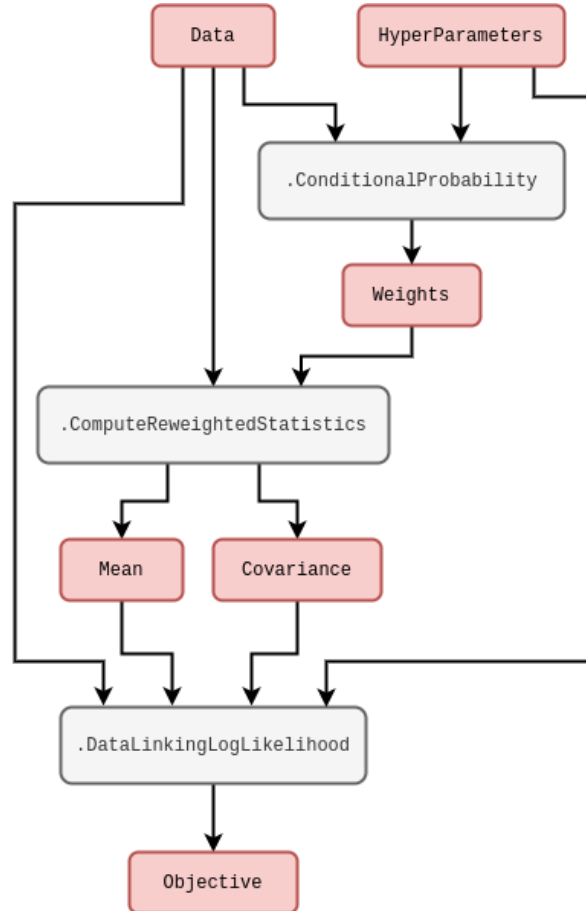 Data
HyperParameters
.ConditionalProbability
Weights
.ComputeReweightedStatistics
Mean
Covariance
.DataLinkingLogLikelihood
Objective